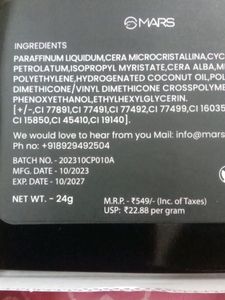 MARS
INGREDIENTS
PARAFFINUM LIQUIDUM,CERA MICROCRISTALLINA,CYC
PETROLATUM,ISOPROPYL MYRISTATE,CERA ALBA,M
POLYETHYLENE,HYDROGENATED COCONUT OIL,POL
DIMETHICONE/VINYL DIMETHICONE CROSSPOLYME
PHENOXYETHANOL,ETHYLHEXYLGLYCERIN.
[+/-.CI 77891,CI 77491,CI 77492,CI 77499,CI 16035
CI 15850,CI 45410,CI 19140].
We would love to hear from you Mail: info@mars
Ph no: +918929492504
BATCH NO. - 202310CP010A
MFG. DATE - 10/2023
EXP. DATE - 10/2027
NET WT. - 24g
M.R.P. - ₹549/- (Inc. of Taxes)
USP: ₹22.88 per gram